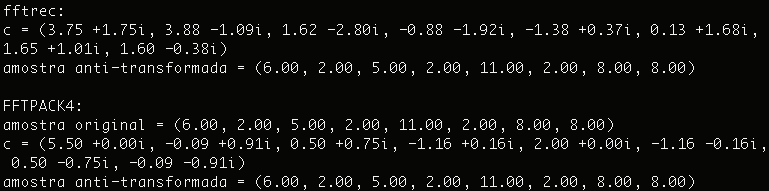 fftrec:
c = (3.75 +1.75i, 3.88 -1.09i, 1.62 -2.80i, -0.88 -1.92i, -1.38 +0.37i, 0.13 +1.68i,
1.65 +1.01i, 1.60 -0.38i)
amostra anti-transformada = (6.00, 2.00, 5.00, 2.00, 11.00, 2.00, 8.00, 8.00)
FFTPACK4:
amostra original = (6.00, 2.00, 5.00, 2.00, 11.00, 2.00, 8.00, 8.00)
c = (5.50 +0.00i, -0.09 +0.91i, 0.50 +0.75i, -1.16 +0.16i, 2.00 +0.00i, -1.16 -0.16i,
0.50 -0.75i, -0.09 -0.91i)
amostra anti-transformada = (6.00, 2.00, 5.00, 2.00, 11.00, 2.00, 8.00, 8.00)